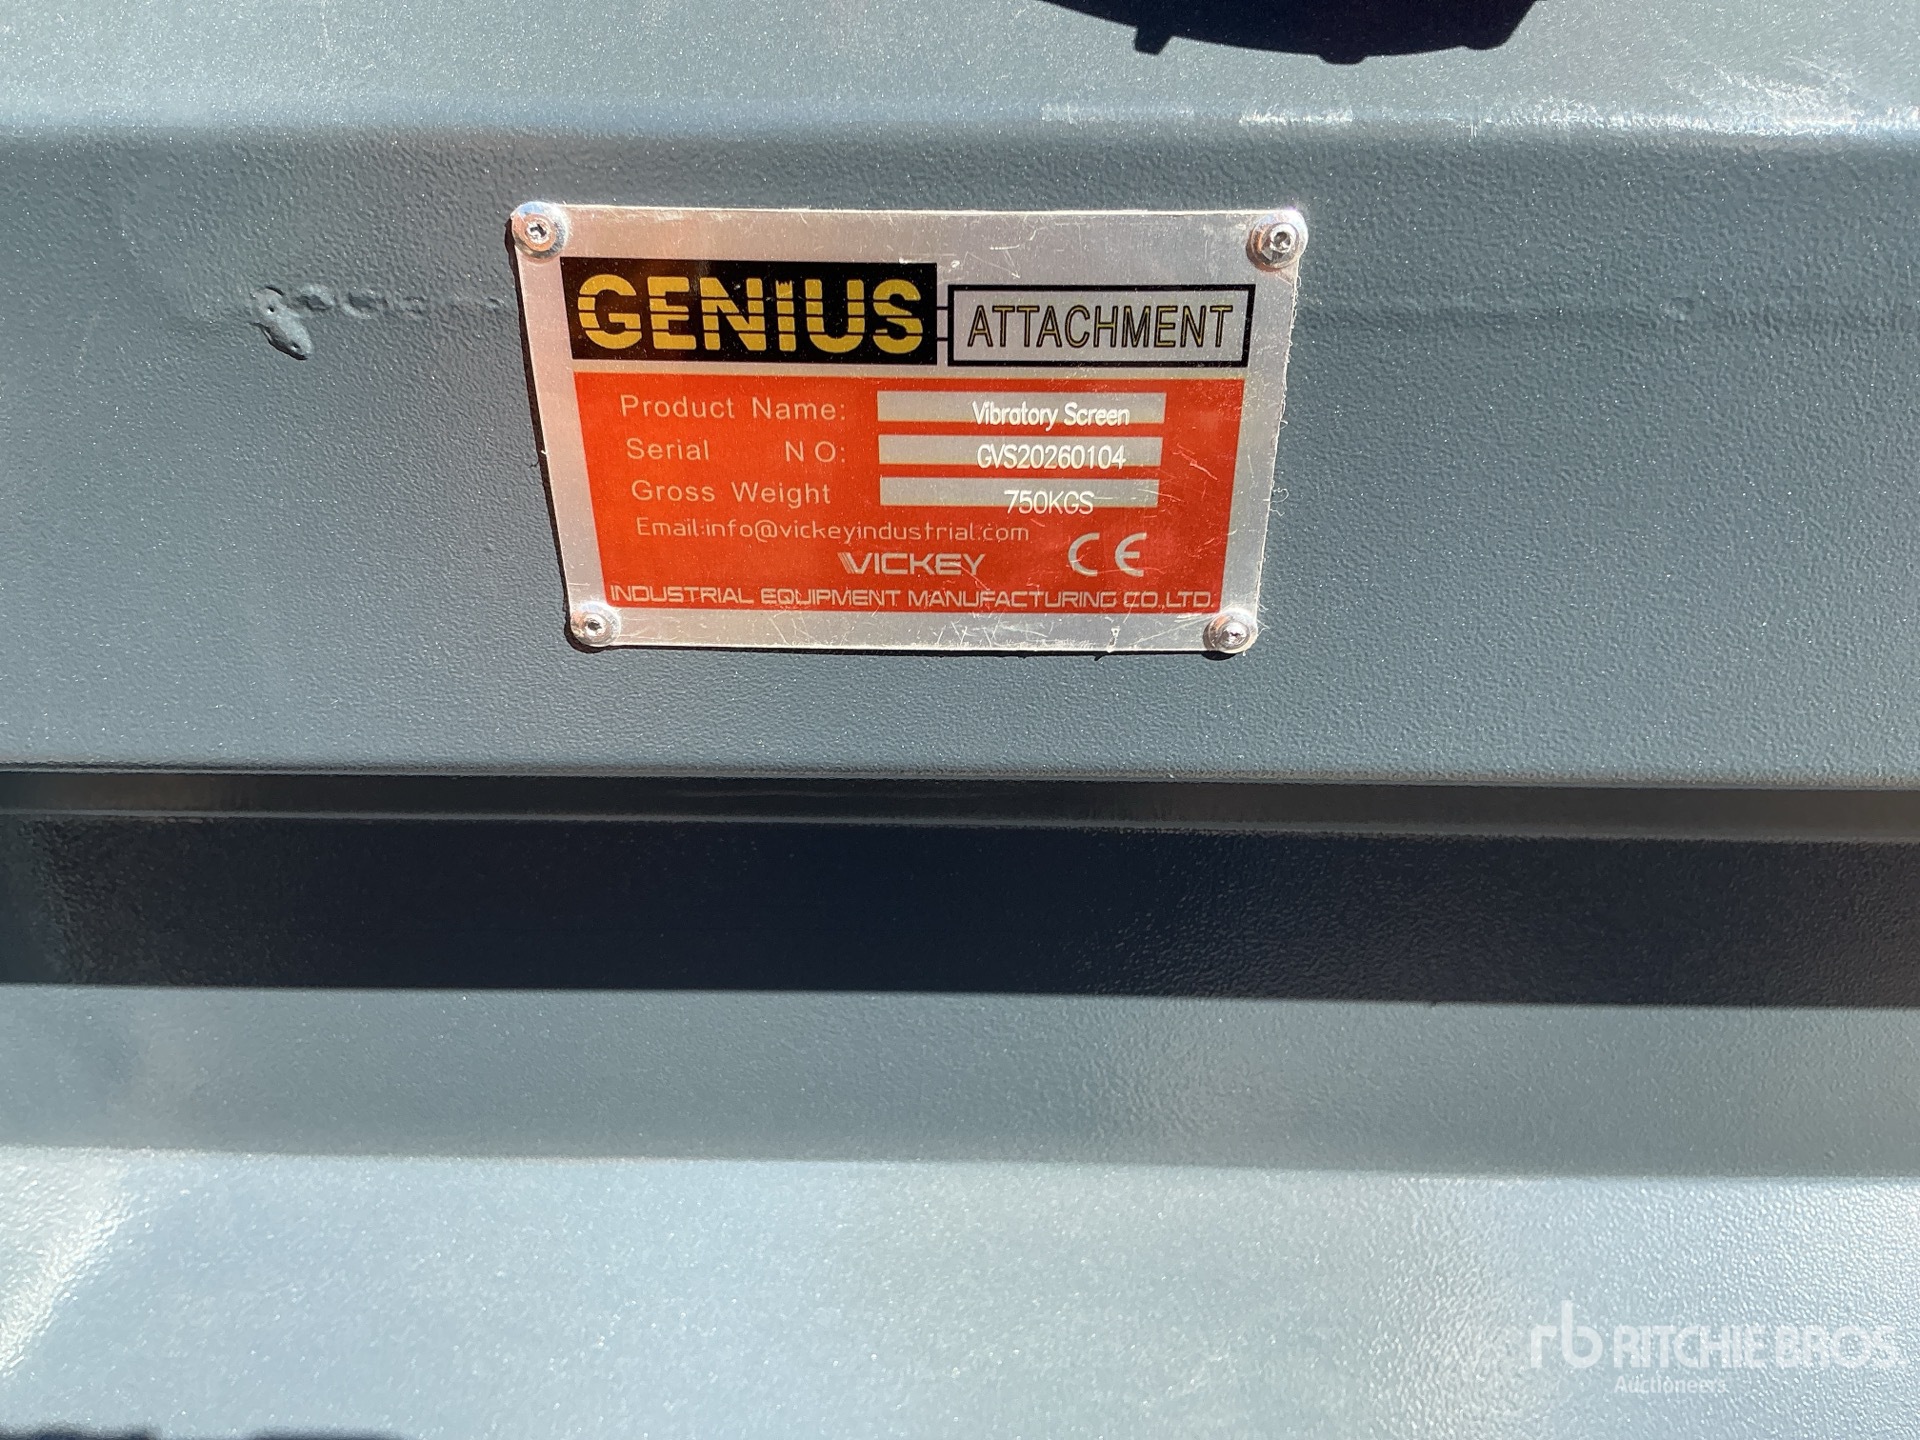 GENIUS ATTACHMENT
Product Name: Vibratory Screen
Serial NO: GVS20260104
Gross Weight 750KGS
Email:info@vickeyindustrial.com
VICKEY CE
INDUSTRIAL EQUIPMENT MANUFACTURING CO.,LTD.
rb RITCHIE BROS
Auctioneers